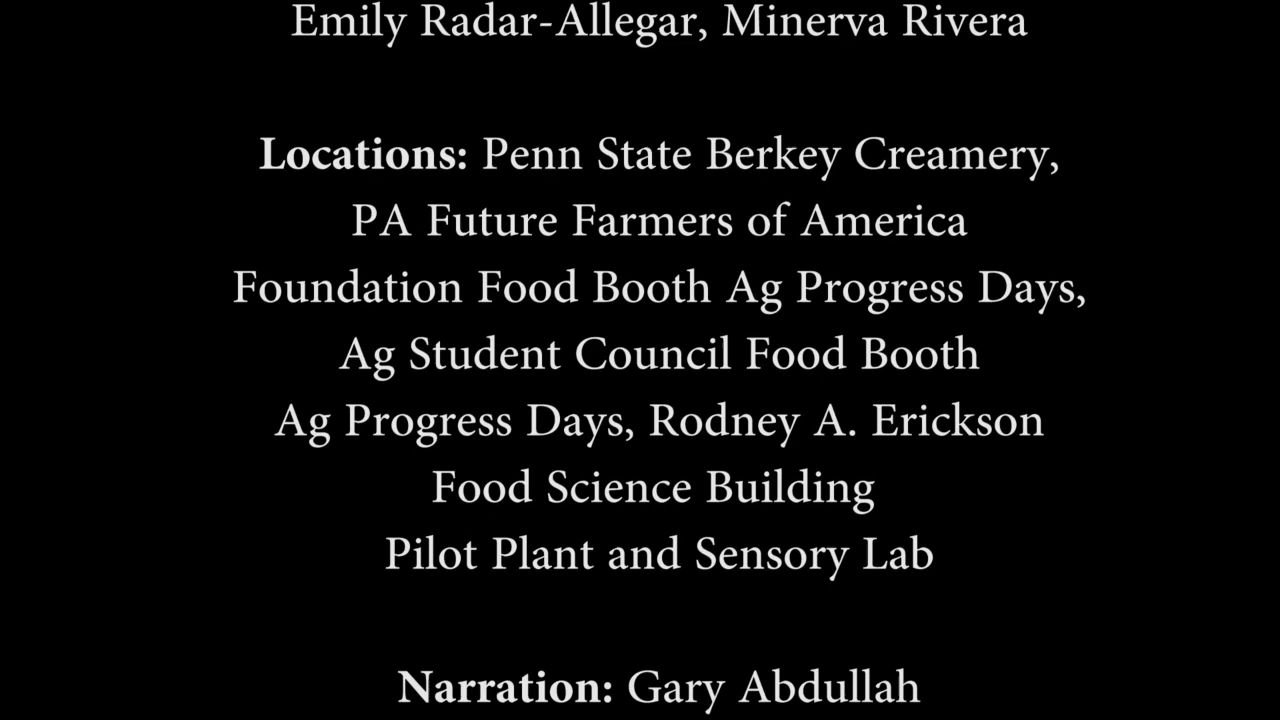 Emily Radar-Allegar, Minerva Rivera
Locations: Penn State Berkey Creamery,
PA Future Farmers of America
Foundation Food Booth Ag Progress Days,
Ag Student Council Food Booth
Ag Progress Days, Rodney A. Erickson
Food Science Building
Pilot Plant and Sensory Lab
Narration: Gary Abdullah